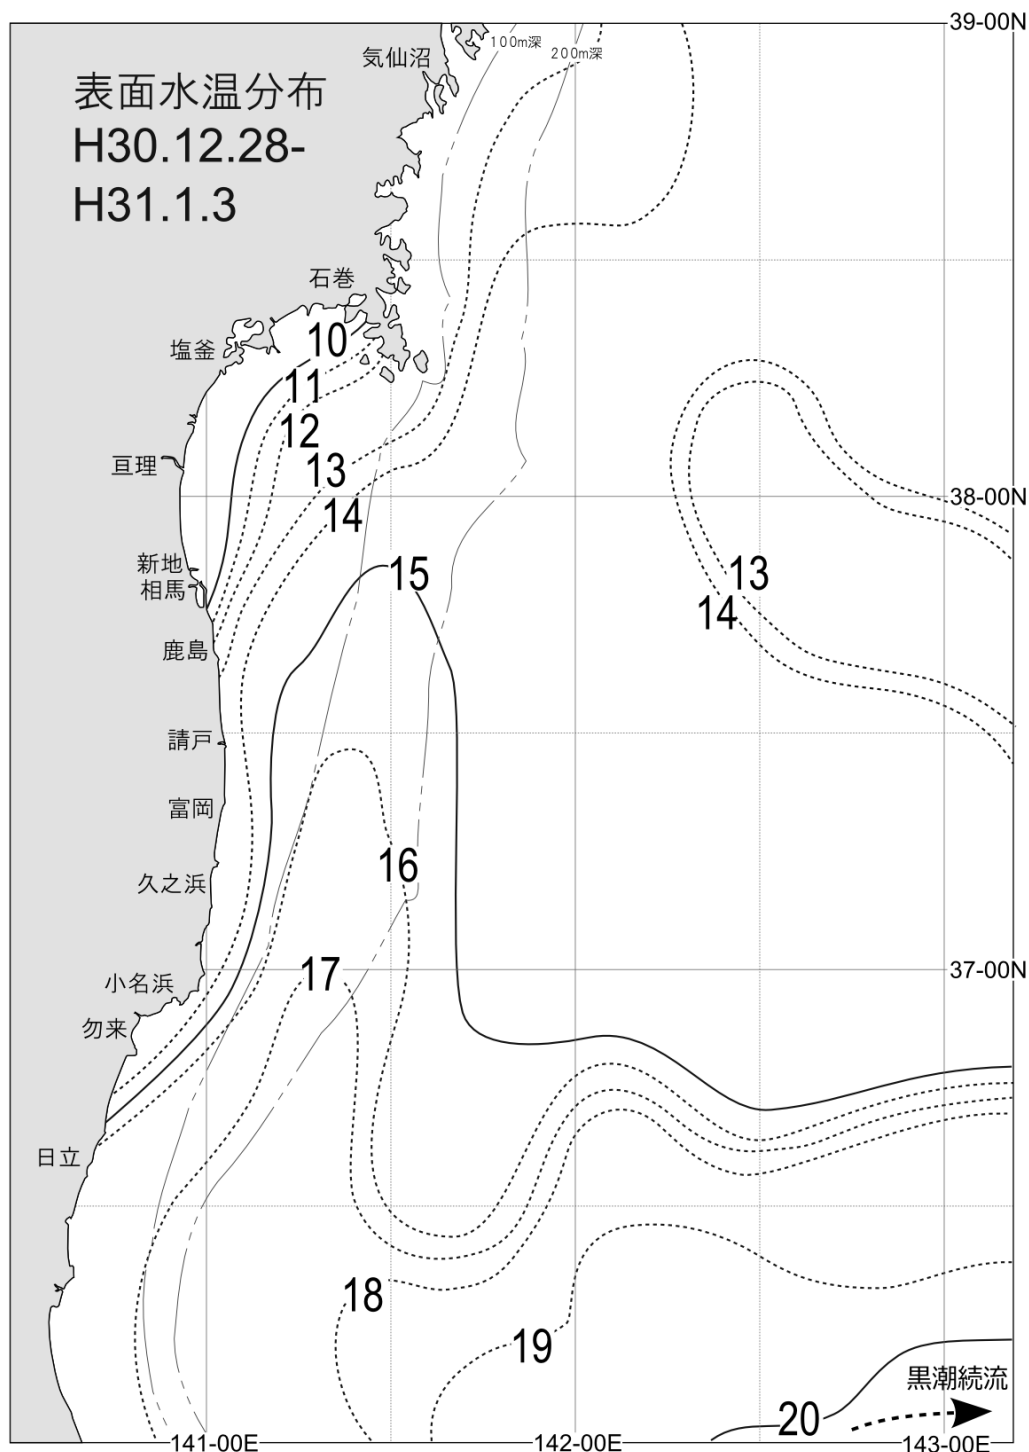 39-00N
100m深
200m深
気仙沼
表面水温分布
H30.12.28-
H31.1.3
石巻
10
塩釜
11
12
亘理
13
38-00N
14
新地
15
13
相馬
14
鹿島
請戸
富岡
16
久之浜
37-00N
17
小名浜
勿来
日立
18
19
黒潮続流
20
141-00E
142-00E
143-00E